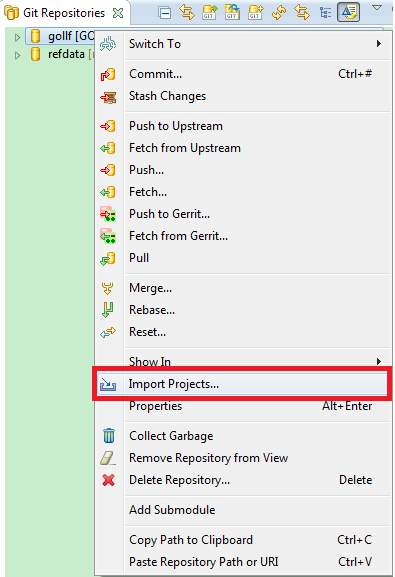 Git Repositories
gollf [GO
Switch To
refdata [
Commit... Ctrl+#
Stash Changes
Push to Upstream
Fetch from Upstream
Push...
Fetch...
Push to Gerrit...
Fetch from Gerrit...
Pull
Merge...
Rebase...
Reset...
Show In
Import Projects...
Properties Alt+Enter
Collect Garbage
Remove Repository from View
Delete Repository... Delete
Add Submodule
Copy Path to Clipboard Ctrl+C
Paste Repository Path or URI Ctrl+V